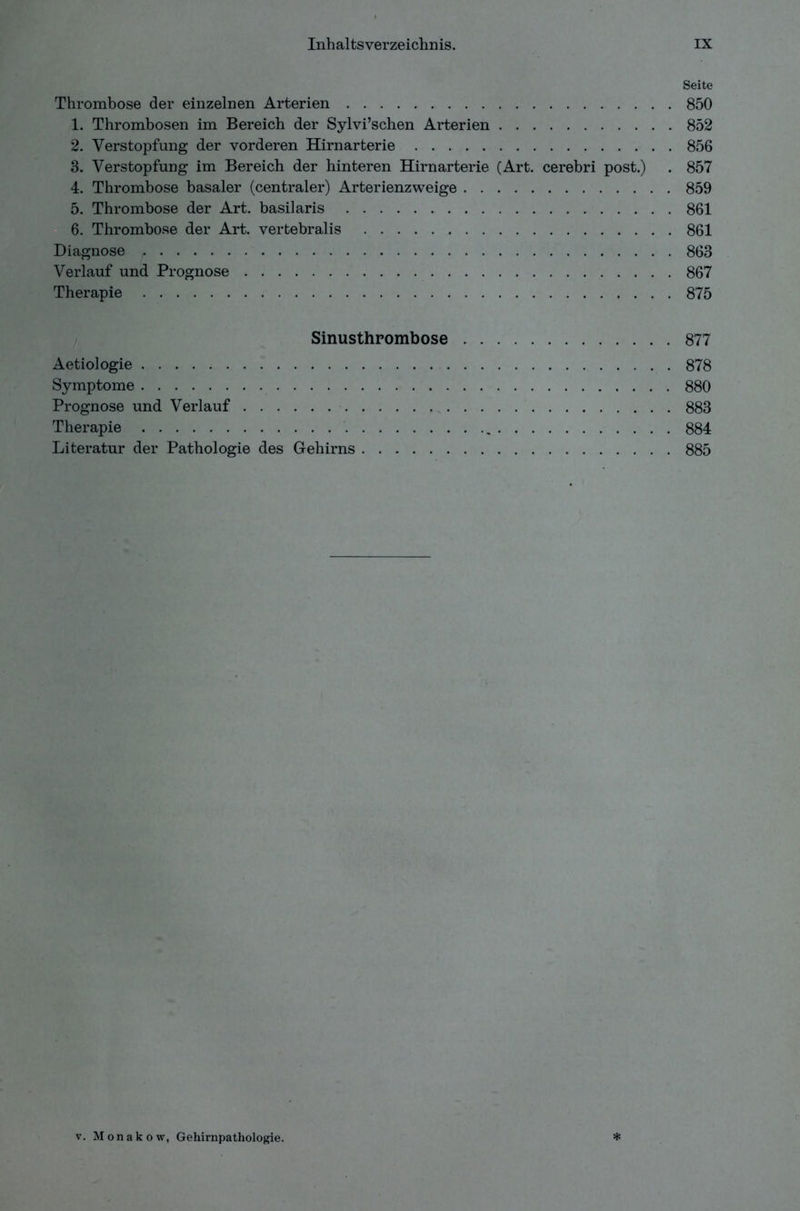 Inhaltsverzeichnis. IX
Seite
Thrombose der einzelnen Arterien . . . . . . . . . . . . . . . . . . . . 850
1. Thrombosen im Bereich der Sylvi’schen Arterien . . . . . . . . . . . 852
2. Verstopfung der vorderen Hirnarterie . . . . . . . . . . . . . . . . 856
3. Verstopfung im Bereich der hinteren Hirnarterie (Art. cerebri post.) . 857
4. Thrombose basaler (centraler) Arterienzweige . . . . . . . . . . . . . 859
5. Thrombose der Art. basilaris . . . . . . . . . . . . . . . . . . . . 861
6. Thrombose der Art. vertebralis . . . . . . . . . . . . . . . . . . . 861
Diagnose . . . . . . . . . . . . . . . . . . . . . . . . . . . . . . . . 863
Verlauf und Prognose . . . . . . . . . . . . . . . . . . . . . . . . . . 867
Therapie . . . . . . . . . . . . . . . . . . . . . . . . . . . . . . . . 875
Sinusthrombose . . . . . . . . . . . . . 877
Aetiologie . . . . . . . . . . . . . . . . . . . . . . . . . . . . . . . . 878
Symptome . . . . . . . . . . . . . . . . . . . . . . . . . . . . . . . . 880
Prognose und Verlauf . . . . . . . . . . . . . . . . . . . . . . . . . . 883
Therapie . . . . . . . . . . . . . . . . . . . . . . . . . . . . . . . . 884
Literatur der Pathologie des Gehirns . . . . . . . . . . . . . . . . . . . 885
v. Monakow, Gehirnpathologie. *